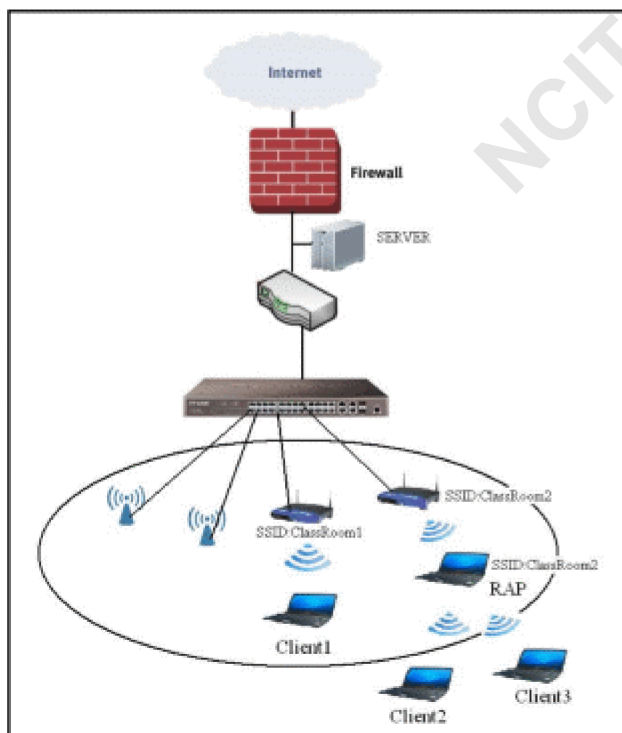 NCIT
Internet
Firewall
SERVER
SSID:ClassRoom2
SSID:ClassRoom1
SSID:ClassRoom2
RAP
Client1
Client3
Client2